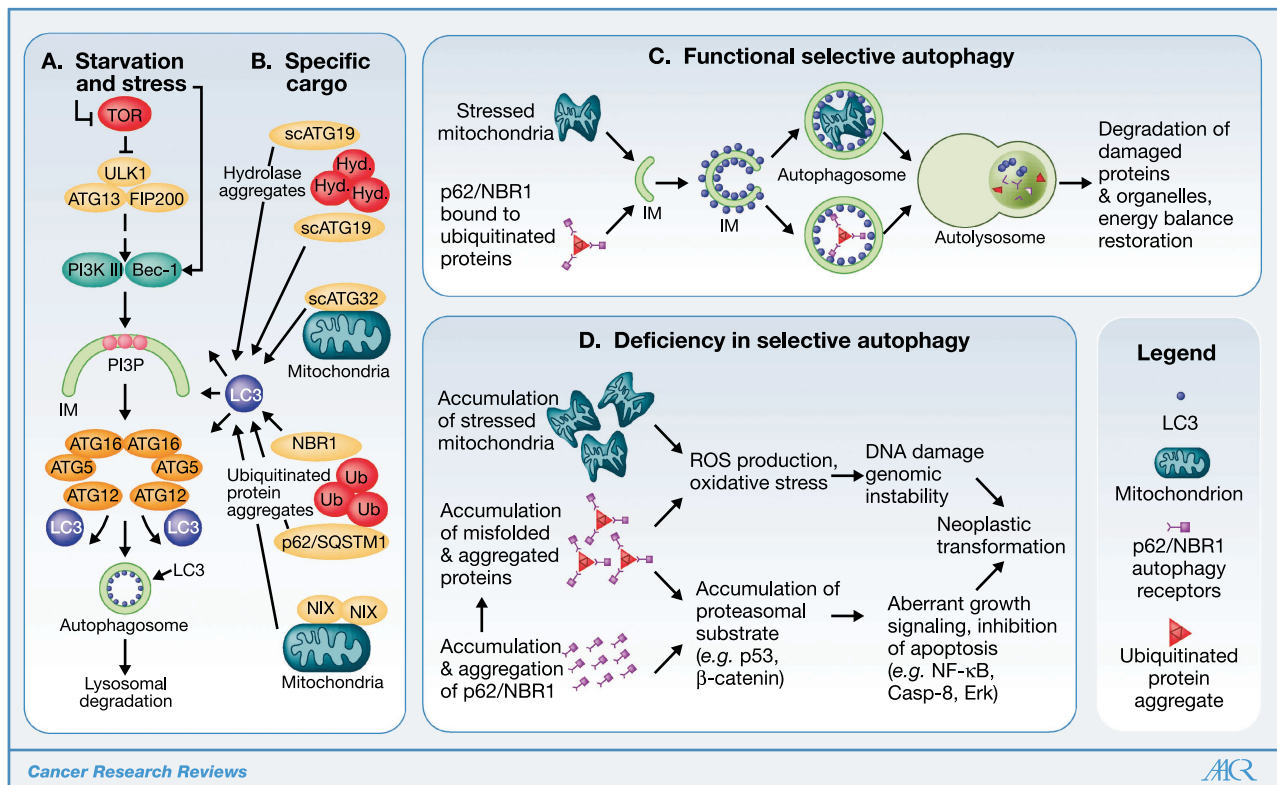 A. Starvation
and stress
TOR
ULK1
ATG13
FIP200
PI3K III
Bec-1
PI3P
IM
ATG16
ATG16
ATG5
ATG5
ATG12
ATG12
LC3
LC3
LC3
Autophagosome
Lysosomal
degradation
B. Specific
cargo
scATG19
Hydrolase
aggregates
Hyd.
Hyd.
Hyd.
scATG19
scATG32
Mitochondria
LC3
NBR1
Ubiquitinated
protein
aggregates
Ub
Ub
Ub
p62/SQSTM1
NIX
NIX
Mitochondria
C. Functional selective autophagy
Stressed
mitochondria
p62/NBR1
bound to
ubiquitinated
proteins
IM
IM
Autophagosome
Autolysosome
Degradation of
damaged
proteins
& organelles,
energy balance
restoration
D. Deficiency in selective autophagy
Accumulation
of stressed
mitochondria
Accumulation
of misfolded
& aggregated
proteins
Accumulation
& aggregation
of p62/NBR1
ROS production,
oxidative stress
DNA damage
genomic
instability
Neoplastic
transformation
Accumulation of
proteasomal
substrate
(e.g. p53,
β-catenin)
Aberrant growth
signaling, inhibition
of apoptosis
(e.g. NF-κB,
Casp-8, Erk)
Legend
LC3
Mitochondrion
p62/NBR1
autophagy
receptors
Ubiquitinated
protein
aggregate
Cancer Research Reviews
AACR